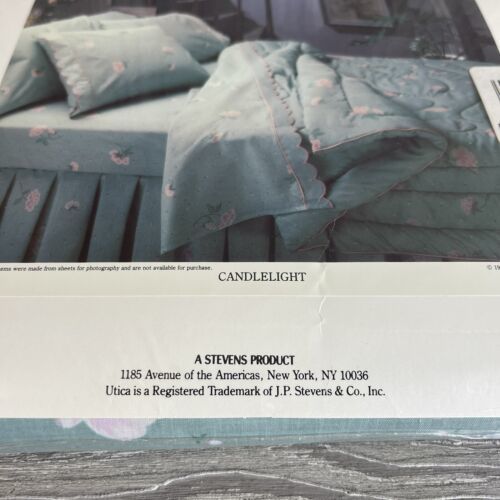 ems were made from sheets for photography and are not available for purchase.
CANDLELIGHT
A STEVENS PRODUCT
1185 Avenue of the Americas, New York, NY 10036
Utica is a Registered Trademark of J.P. Stevens & Co., Inc.